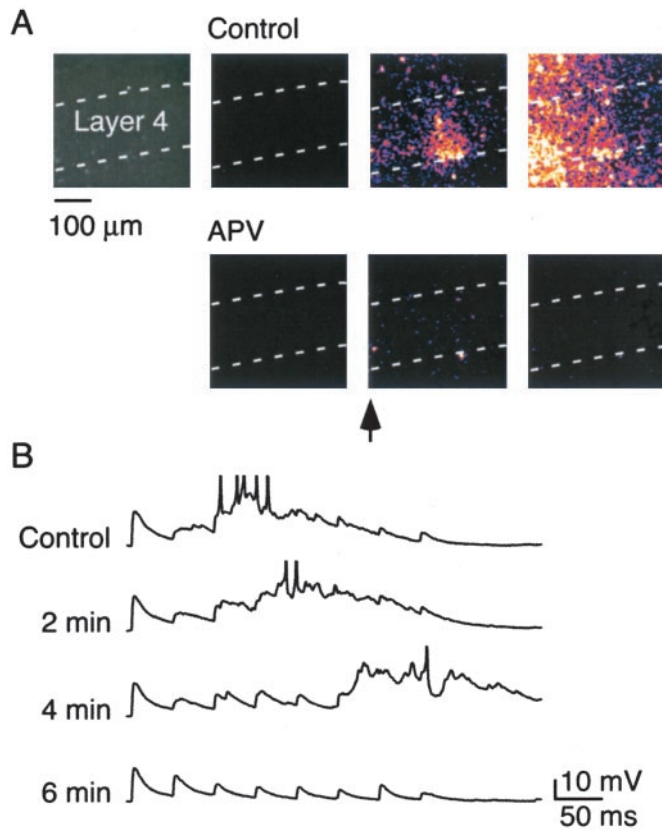 A
Control
Layer 4
100 μm
APV
B
Control
2 min
4 min
6 min
10 mV
50 ms